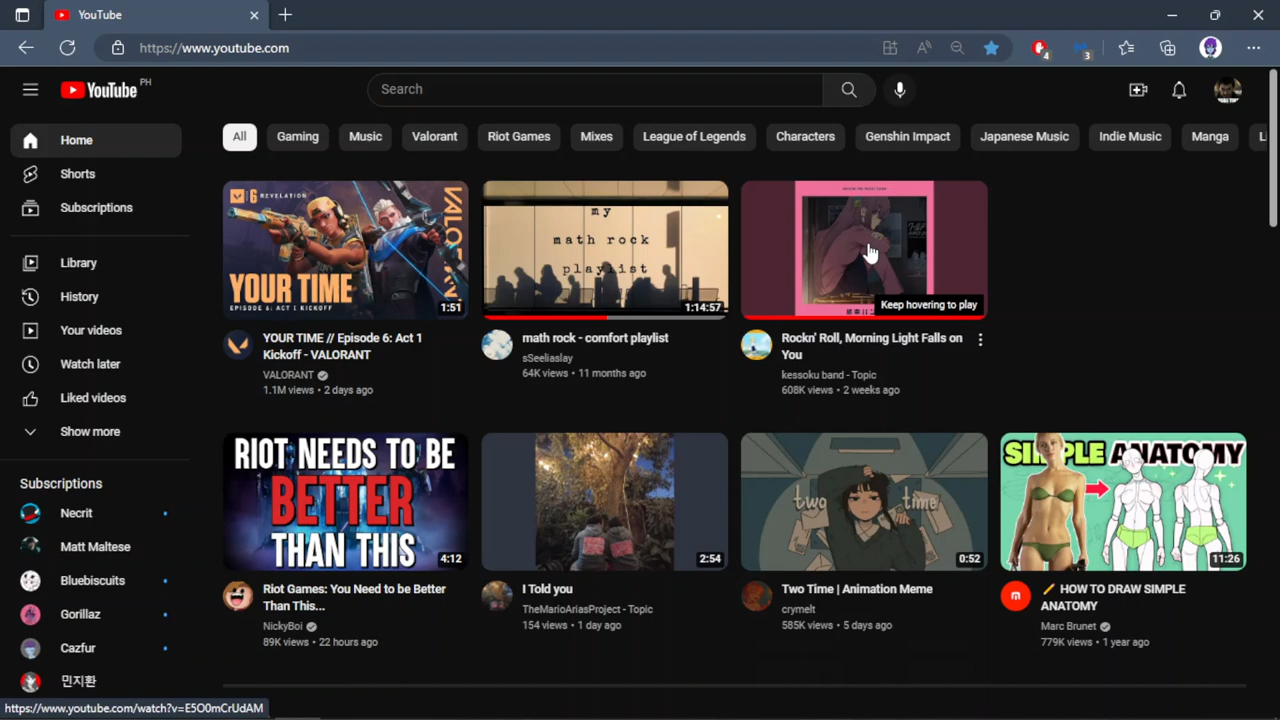 YouTube
https://www.youtube.com
4
3
YouTube PH
Search
Home
Shorts
Subscriptions
Library
History
Your videos
Watch later
Liked videos
Show more
Subscriptions
Necrit
Matt Maltese
Bluebiscuits
Gorillaz
Cazfur
민지환
All
Gaming
Music
Valorant
Riot Games
Mixes
League of Legends
Characters
Genshin Impact
Japanese Music
Indie Music
Manga
6 REVELATION
VALORANT
YOUR TIME
EPISODE 6: ACT 1 KICKOFF
1:51
YOUR TIME // Episode 6: Act 1
Kickoff - VALORANT
VALORANT
1.1M views • 2 days ago
my
math rock
playlist
1:14:57
math rock - comfort playlist
sSeeliaslay
64K views • 11 months ago
Keep hovering to play
Rockn' Roll, Morning Light Falls on
You
kessoku band - Topic
608K views • 2 weeks ago
RIOT NEEDS TO BE
BETTER
THAN THIS
4:12
Riot Games: You Need to be Better
Than This...
NickyBoi
89K views • 22 hours ago
2:54
I Told you
TheMarioAriasProject - Topic
154 views • 1 day ago
two time
0:52
Two Time | Animation Meme
crymelt
585K views • 5 days ago
SIMPLE ANATOMY
11:26
HOW TO DRAW SIMPLE
ANATOMY
Marc Brunet
779K views • 1 year ago
https://www.youtube.com/watch?v=E5O0mCrUdAM